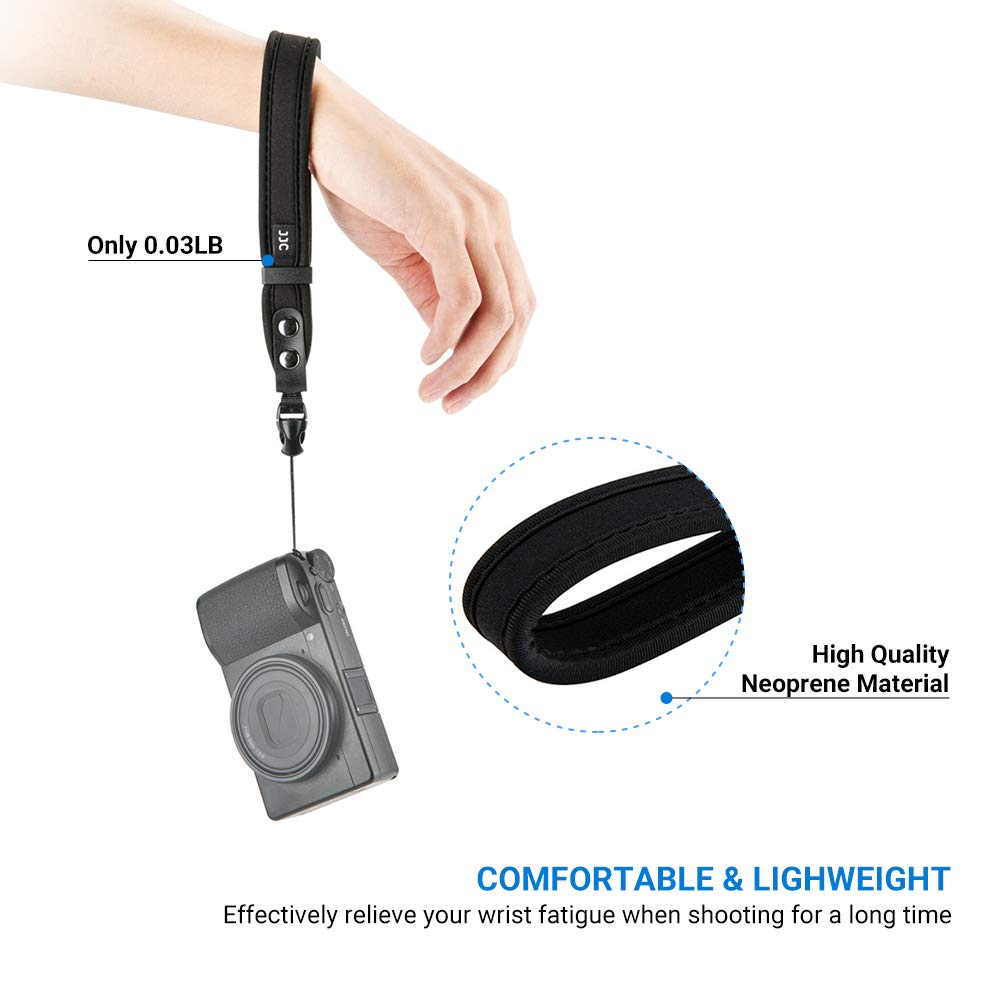 Only 0.03LB
JJC
High Quality
Neoprene Material
COMFORTABLE & LIGHWEIGHT
Effectively relieve your wrist fatigue when shooting for a long time